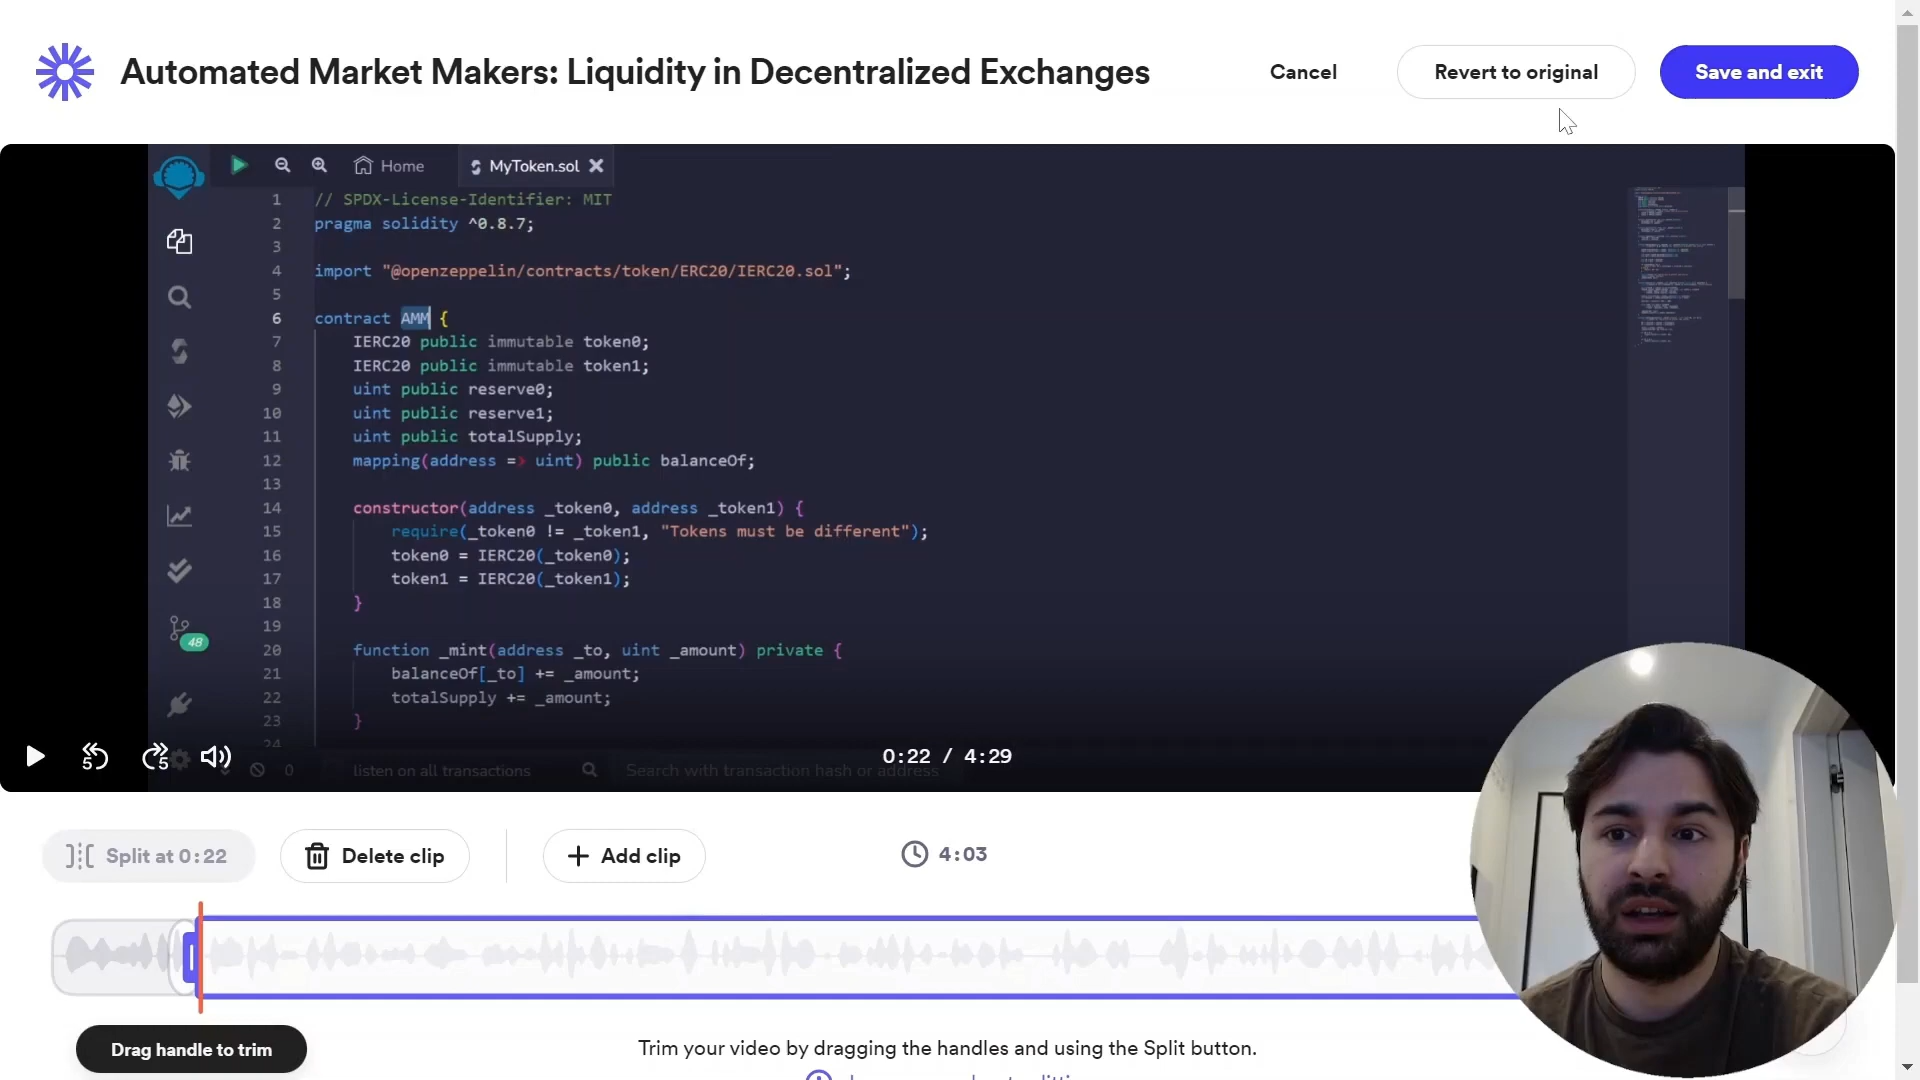 Automated Market Makers: Liquidity in Decentralized Exchanges
Cancel
Revert to original
Save and exit
Home
MyToken.sol
1 // SPDX-License-Identifier: MIT
2 pragma solidity ^0.8.7;
3
4 import "@openzeppelin/contracts/token/ERC20/IERC20.sol";
5
6 contract AMM {
7 IERC20 public immutable token0;
8 IERC20 public immutable token1;
9 uint public reserve0;
10 uint public reserve1;
11 uint public totalSupply;
12 mapping(address => uint) public balanceOf;
13
14 constructor(address _token0, address _token1) {
15 require(_token0 != _token1, "Tokens must be different");
16 token0 = IERC20(_token0);
17 token1 = IERC20(_token1);
18 }
19
20 function _mint(address _to, uint _amount) private {
21 balanceOf[_to] += _amount;
22 totalSupply += _amount;
23 }
24
48
5
5
0:22 / 4:29
0
listen on all transactions
Search with transaction hash or address
Split at 0:22
Delete clip
Add clip
4:03
Drag handle to trim
Trim your video by dragging the handles and using the Split button.